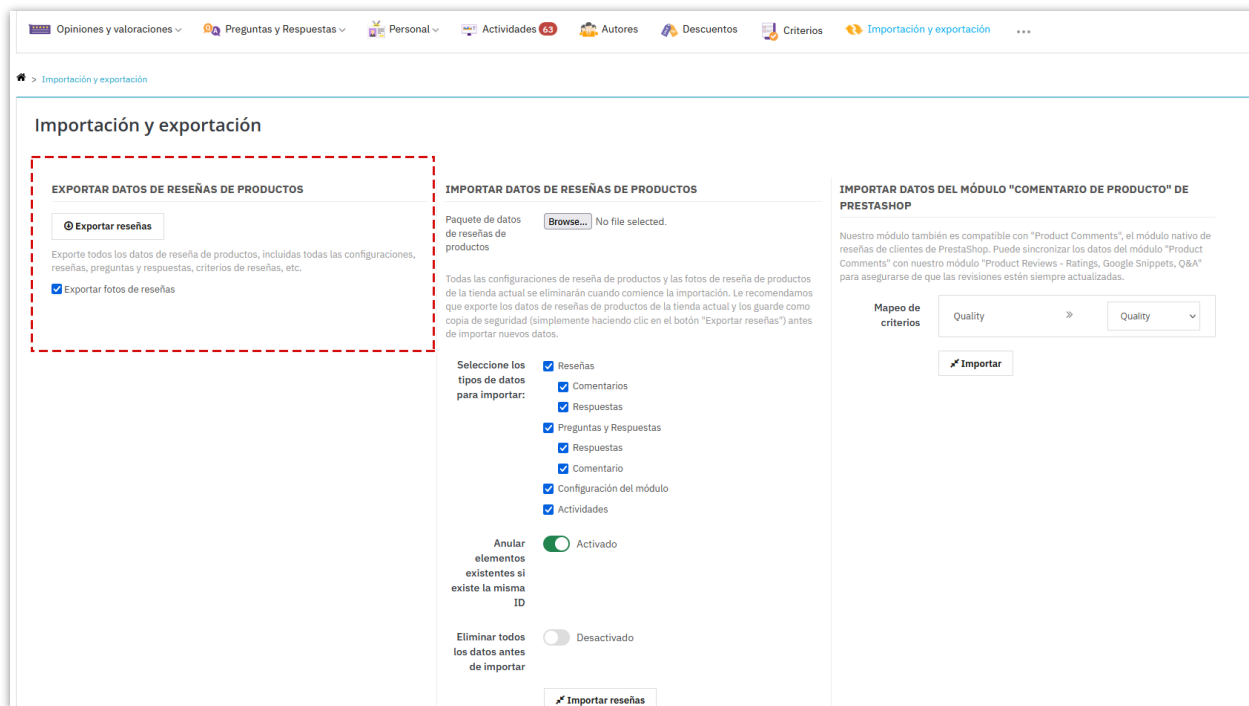 Opiniones y valoraciones Preguntas y Respuestas Personal Actividades 63 Autores Descuentos Criterios Importación y exportación ...
> Importación y exportación
Importación y exportación
EXPORTAR DATOS DE RESEÑAS DE PRODUCTOS
Exportar reseñas
Exporte todos los datos de reseña de productos, incluidas todas las configuraciones,
reseñas, preguntas y respuestas, criterios de reseñas, etc.
Exportar fotos de reseñas
IMPORTAR DATOS DE RESEÑAS DE PRODUCTOS
Paquete de datos
de reseñas de
productos
Browse... No file selected.
Todas las configuraciones de reseña de productos y las fotos de reseña de productos
de la tienda actual se eliminarán cuando comience la importación. Le recomendamos
que exporte los datos de reseñas de productos de la tienda actual y los guarde como
copia de seguridad (simplemente haciendo clic en el botón "Exportar reseñas") antes
de importar nuevos datos.
Seleccione los
tipos de datos
para importar:
Reseñas
Comentarios
Respuestas
Preguntas y Respuestas
Respuestas
Comentario
Configuración del módulo
Actividades
Anular
elementos
existentes si
existe la misma
ID
Activado
Eliminar todos
los datos antes
de importar
Desactivado
Importar reseñas
IMPORTAR DATOS DEL MÓDULO "COMENTARIO DE PRODUCTO" DE
PRESTASHOP
Nuestro módulo también es compatible con "Product Comments", el módulo nativo de
reseñas de clientes de PrestaShop. Puede sincronizar los datos del módulo "Product
Comments" con nuestro módulo "Product Reviews - Ratings, Google Snippets, Q&A"
para asegurarse de que las revisiones estén siempre actualizadas.
Mapeo de
criterios
Quality » Quality
Importar